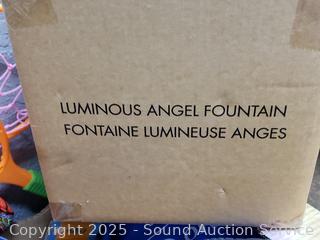 LUMINOUS ANGEL FOUNTAIN
FONTAINE LUMINEUSE ANGES
Copyright 2025 - Sound Auction Service